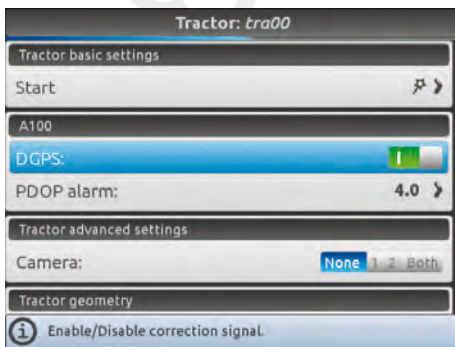 Tractor: tra00
Tractor basic settings
Start
A100
DGPS:
PDOP alarm: 4.0
Tractor advanced settings
Camera: None 1 2 Both
Tractor geometry
Enable/Disable correction signal.